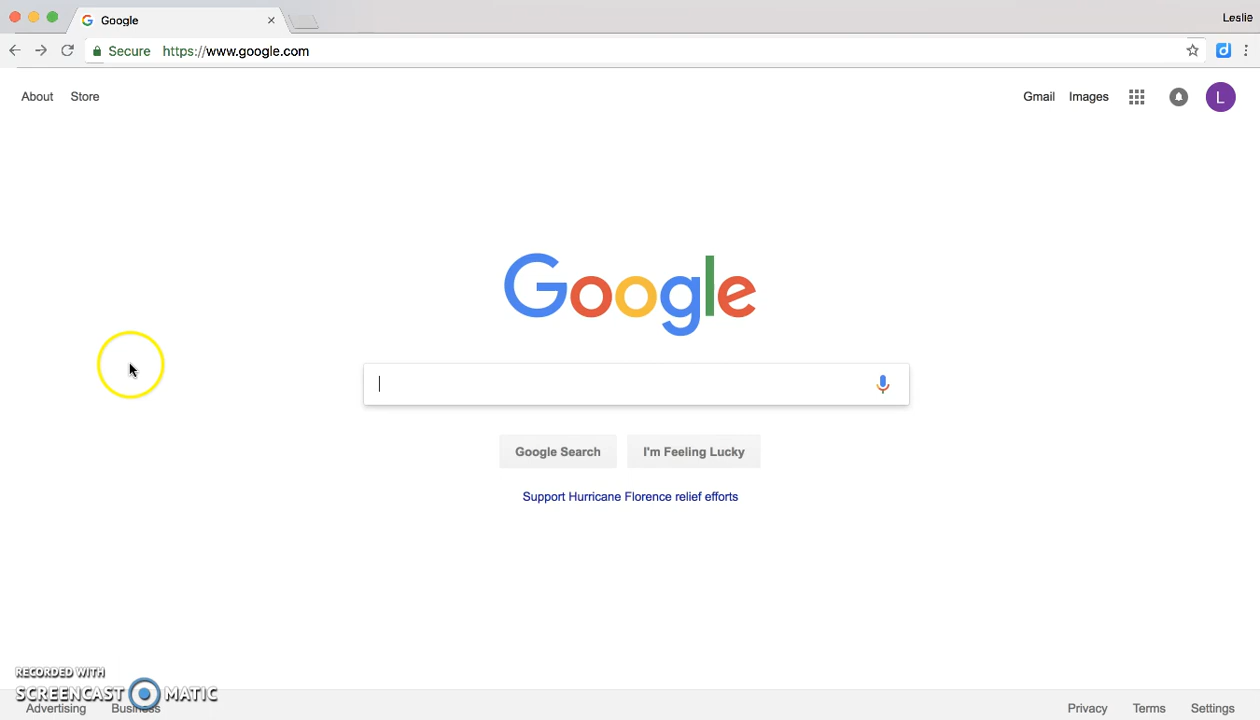 Google
Leslie
Secure https://www.google.com
About Store
Gmail Images L
Google
Google Search I'm Feeling Lucky
Support Hurricane Florence relief efforts
RECORDED WITH
SCREENCAST MATIC
Advertising Business
Privacy Terms Settings